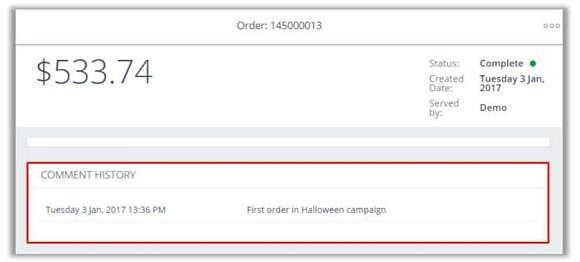 Order: 145000013
$533.74
Status: Complete
Created Date: Tuesday 3 Jan, 2017
Served by: Demo
COMMENT HISTORY
Tuesday 3 Jan, 2017 13:36 PM First order in Halloween campaign